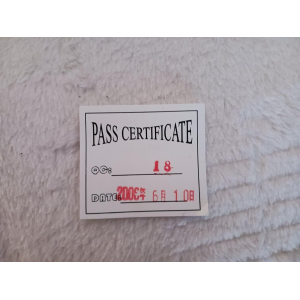 PASS CERTIFICATE
QC: 18
DATE: 6月10日